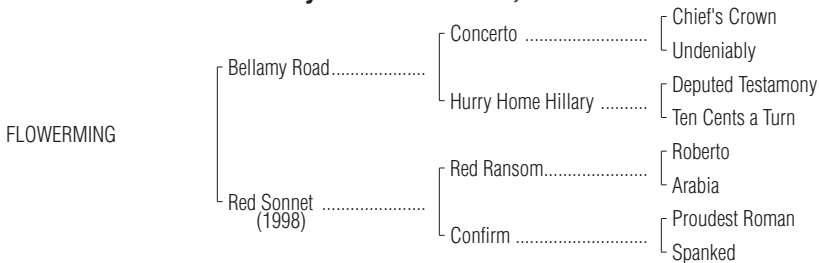 Chief's Crown
Concerto ..........................
Undeniably
Bellamy Road....................
Deputed Testamony
Hurry Home Hillary ..........
Ten Cents a Turn
FLOWERMING
Roberto
Red Ransom......................
Arabia
Red Sonnet ......................
(1998)
Proudest Roman
Confirm ............................
Spanked